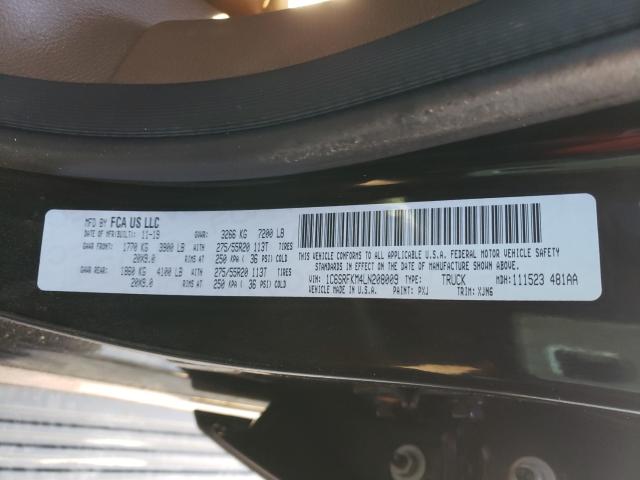 MFD BY FCA US LLC
DATE OF MFR/BUILT: 11-19 GVWR: 3266 KG 7200 LB
GAWR FRONT: 1770 KG 3900 LB WITH 275/55R20 113T TIRES
20X9.0 RIMS AT 250 KPA ( 36 PSI) COLD
GAWR REAR: 1860 KG 4100 LB WITH 275/55R20 113T TIRES
20X9.0 RIMS AT 250 KPA ( 36 PSI) COLD
THIS VEHICLE CONFORMS TO ALL APPLICABLE U.S.A. FEDERAL MOTOR VEHICLE SAFETY
STANDARDS IN EFFECT ON THE DATE OF MANUFACTURE SHOWN ABOVE.
VIN: 1C6SRFKM4LN208009 TYPE: TRUCK MDH:111523 481AA
VEHICLE MADE IN U.S.A. PAINT: PXJ TRIM: XJN6